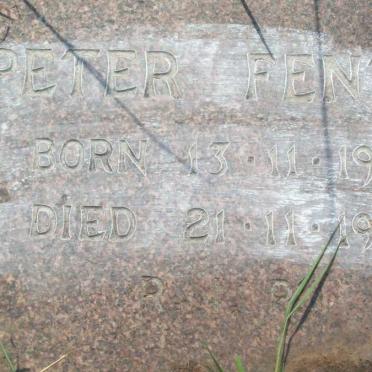 PETER FEN
BORN 13·11·19
DIED 21·11·19
R P